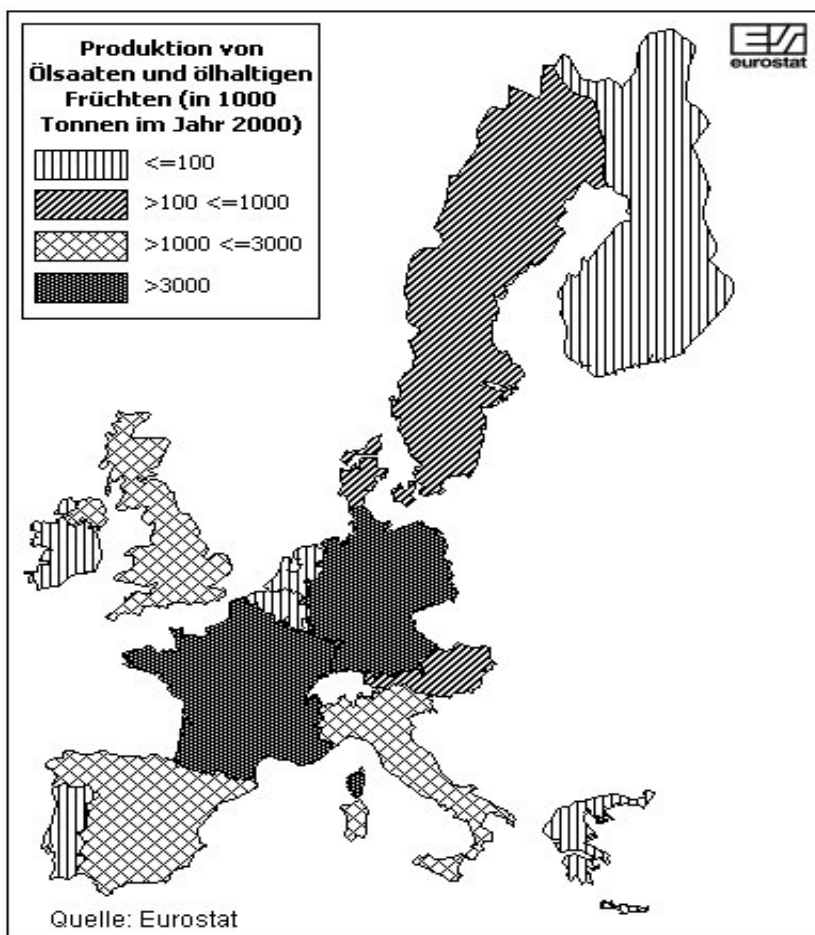 Produktion von
Ölsaaten und ölhaltigen
Früchten (in 1000
Tonnen im Jahr 2000)
<=100
>100 <=1000
>1000 <=3000
>3000
eurostat
Quelle: Eurostat